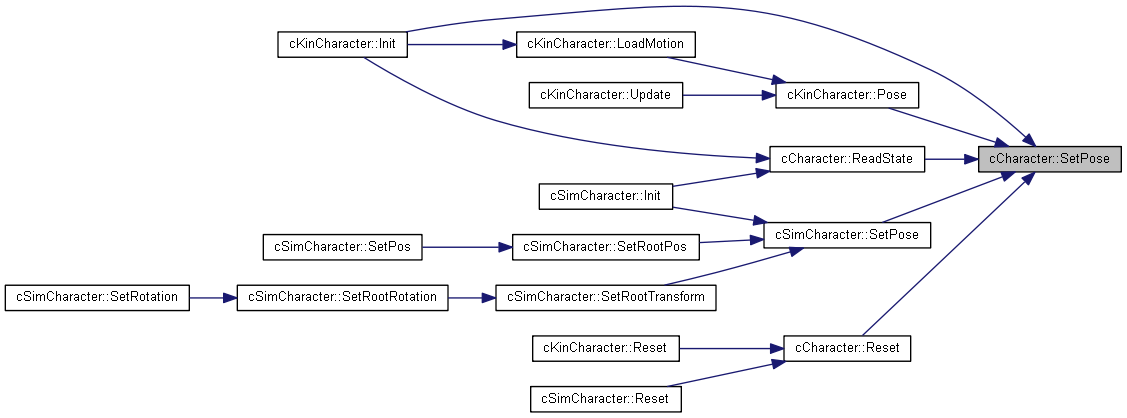 cKinCharacter::Init
cKinCharacter::LoadMotion
cKinCharacter::Update
cKinCharacter::Pose
cCharacter::ReadState
cCharacter::SetPose
cSimCharacter::Init
cSimCharacter::SetPose
cSimCharacter::SetPos
cSimCharacter::SetRootPos
cSimCharacter::SetRotation
cSimCharacter::SetRootRotation
cSimCharacter::SetRootTransform
cKinCharacter::Reset
cCharacter::Reset
cSimCharacter::Reset